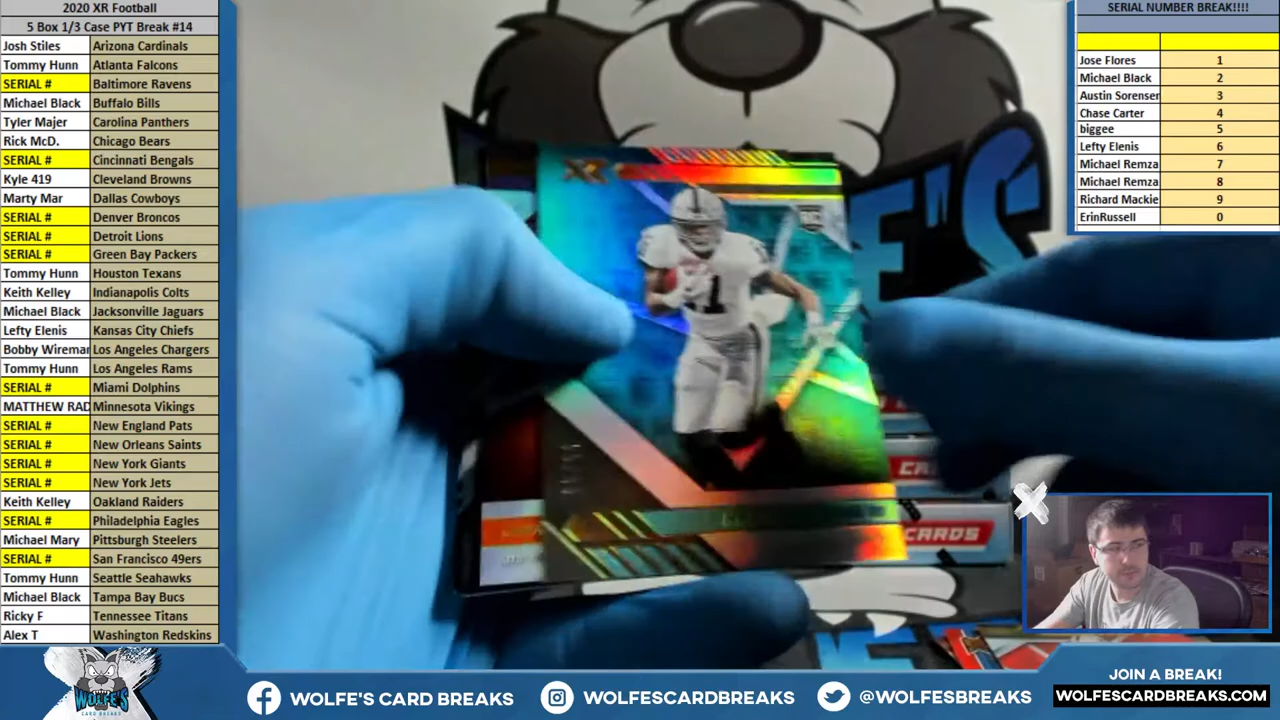 2020 XR Football
5 Box 1/3 Case PYT Break #14
Josh Stiles Arizona Cardinals
Tommy Hunn Atlanta Falcons
SERIAL # Baltimore Ravens
Michael Black Buffalo Bills
Tyler Majer Carolina Panthers
Rick McD. Chicago Bears
SERIAL # Cincinnati Bengals
Kyle 419 Cleveland Browns
Marty Mar Dallas Cowboys
SERIAL # Denver Broncos
SERIAL # Detroit Lions
SERIAL # Green Bay Packers
Tommy Hunn Houston Texans
Keith Kelley Indianapolis Colts
Michael Black Jacksonville Jaguars
Lefty Elenis Kansas City Chiefs
Bobby Wireman Los Angeles Chargers
Tommy Hunn Los Angeles Rams
SERIAL # Miami Dolphins
MATTHEW RAD Minnesota Vikings
SERIAL # New England Pats
SERIAL # New Orleans Saints
SERIAL # New York Giants
SERIAL # New York Jets
Keith Kelley Oakland Raiders
SERIAL # Philadelphia Eagles
Michael Mary Pittsburgh Steelers
SERIAL # San Francisco 49ers
Tommy Hunn Seattle Seahawks
Michael Black Tampa Bay Bucs
Ricky F Tennessee Titans
Alex T Washington Redskins
SERIAL NUMBER BREAK!!!!
Jose Flores 1
Michael Black 2
Austin Sorensen 3
Chase Carter 4
biggee 5
Lefty Elenis 6
Michael Remza 7
Michael Remza 8
Richard Mackie 9
ErinRussell 0
XR
RC
FE'S
CARDS
WOLFE'S
CARD BREAKS
WOLFE'S CARD BREAKS
WOLFESCARDBREAKS
@WOLFESBREAKS
JOIN A BREAK!
WOLFESCARDBREAKS.COM